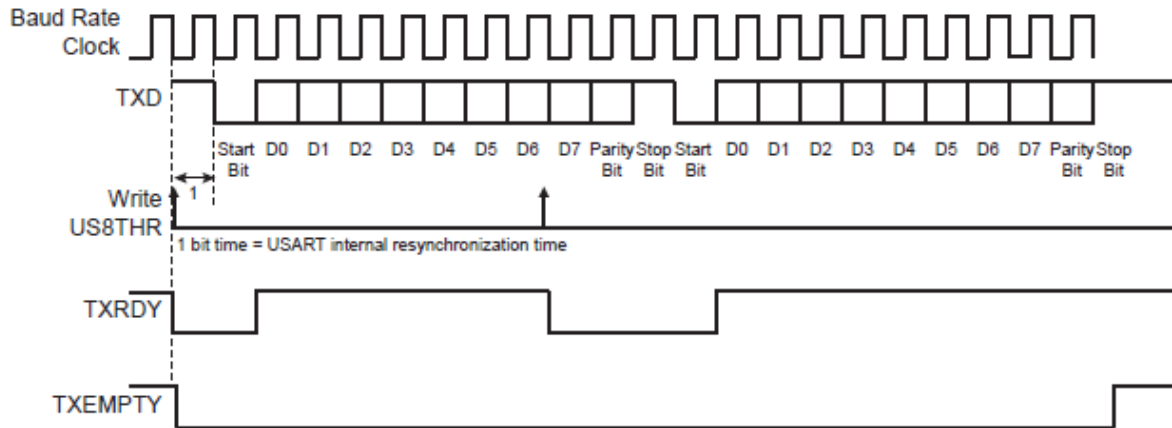 Baud Rate
Clock
TXD
Start D0 D1 D2 D3 D4 D5 D6 D7 Parity Stop Start D0 D1 D2 D3 D4 D5 D6 D7 Parity Stop
Bit Bit Bit Bit Bit Bit
1
Write
US8THR
1 bit time = USART internal resynchronization time
TXRDY
TXEMPTY